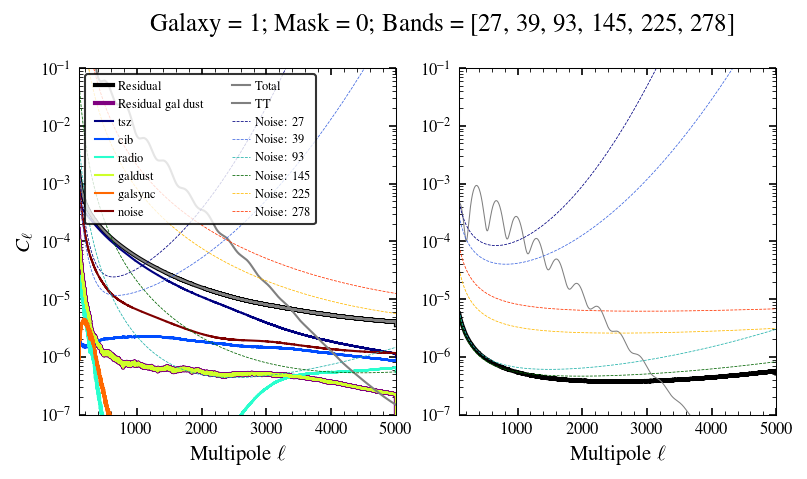 Galaxy = 1; Mask = 0; Bands = [27, 39, 93, 145, 225, 278]
10⁻¹
10⁻²
10⁻³
10⁻⁴
10⁻⁵
10⁻⁶
10⁻⁷
C_ℓ
Residual
Residual gal dust
tsz
cib
radio
galdust
galsync
noise
Total
TT
Noise: 27
Noise: 39
Noise: 93
Noise: 145
Noise: 225
Noise: 278
1000 2000 3000 4000 5000
Multipole ℓ
10⁻¹
10⁻²
10⁻³
10⁻⁴
10⁻⁵
10⁻⁶
10⁻⁷
1000 2000 3000 4000 5000
Multipole ℓ